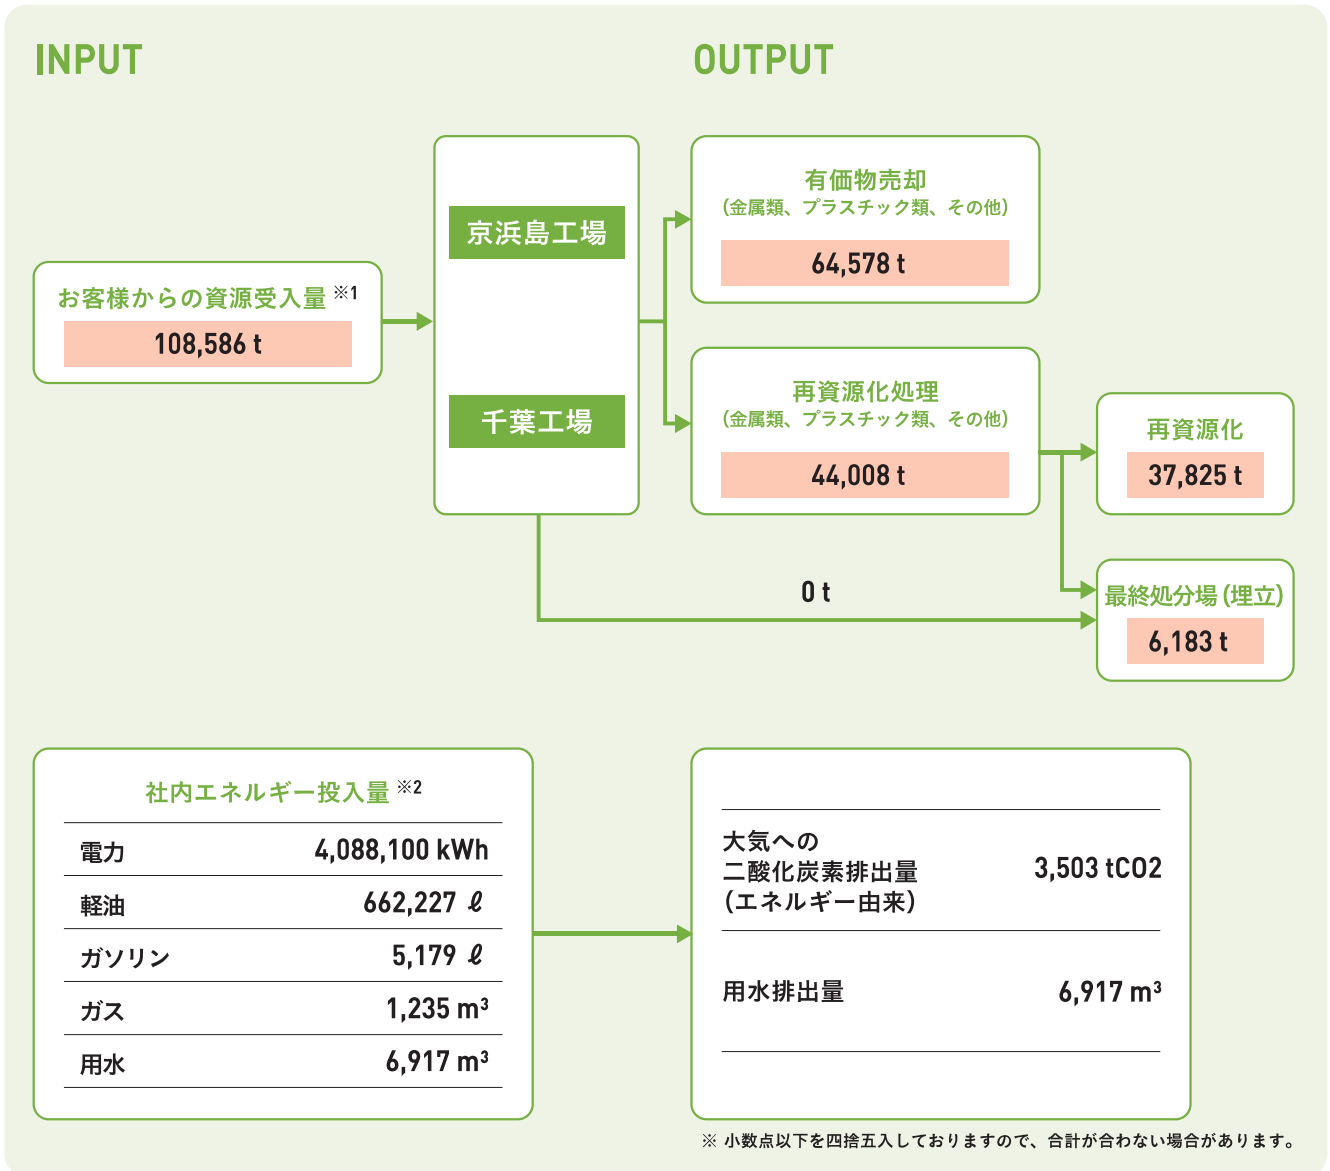 INPUT
OUTPUT
お客様からの資源受入量 ※1
108,586 t
京浜島工場
千葉工場
有価物売却
(金属類、プラスチック類、その他)
64,578 t
再資源化処理
(金属類、プラスチック類、その他)
44,008 t
再資源化
37,825 t
0 t
最終処分場(埋立)
6,183 t
社内エネルギー投入量 ※2
電力 4,088,100 kWh
軽油 662,227 ℓ
ガソリン 5,179 ℓ
ガス 1,235 m³
用水 6,917 m³
大気への
二酸化炭素排出量
(エネルギー由来)
3,503 tCO2
用水排出量 6,917 m³
※ 小数点以下を四捨五入しておりますので、合計が合わない場合があります。